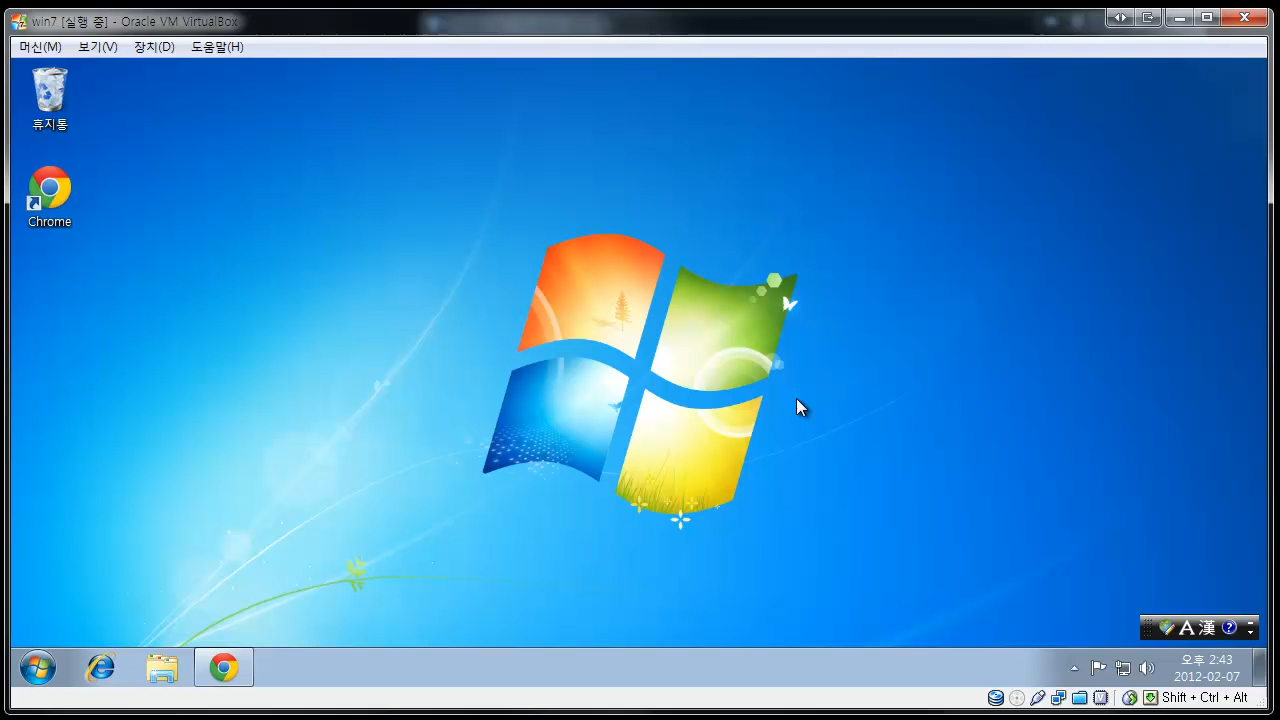 win7 [실행 중] - Oracle VM VirtualBox
머신(M) 보기(V) 장치(D) 도움말(H)
휴지통
Chrome
A 漢 ?
오후 2:43
2012-02-07
Shift + Ctrl + Alt